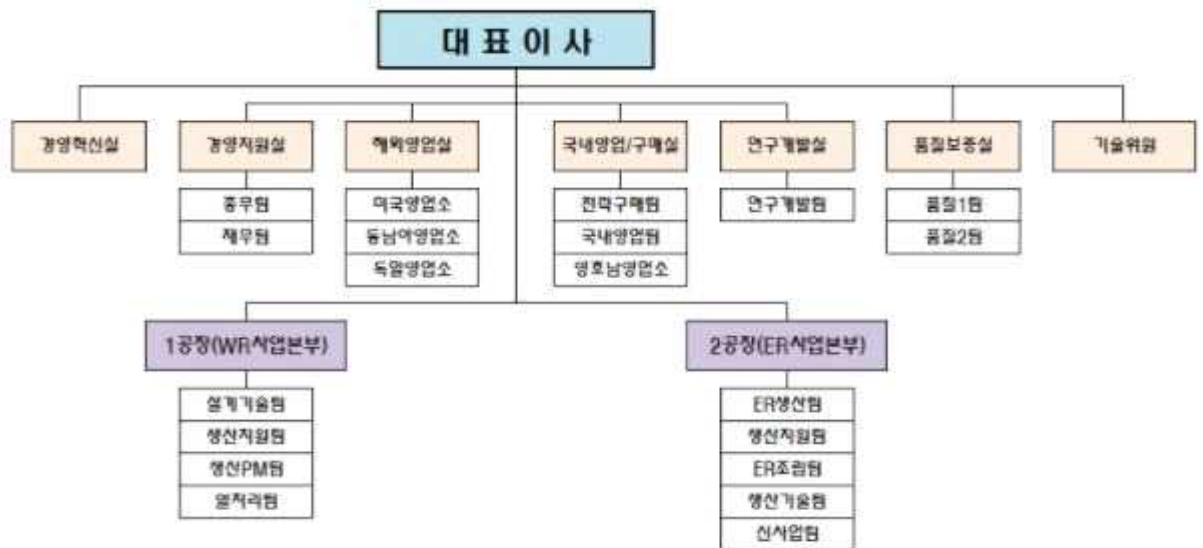 대표이사
경영혁신실
경영지원실
해외영업실
국내영업/구매실
연구개발실
품질보증실
기술위원
총무팀
재무팀
미국영업소
동남아영업소
독일영업소
전략구매팀
국내영업팀
영호남영업소
연구개발팀
품질1팀
품질2팀
1공장(WR사업본부)
설계기술팀
생산지원팀
생산PM팀
열처리팀
2공장(ER사업본부)
ER생산팀
생산지원팀
ER조립팀
생산기술팀
신사업팀